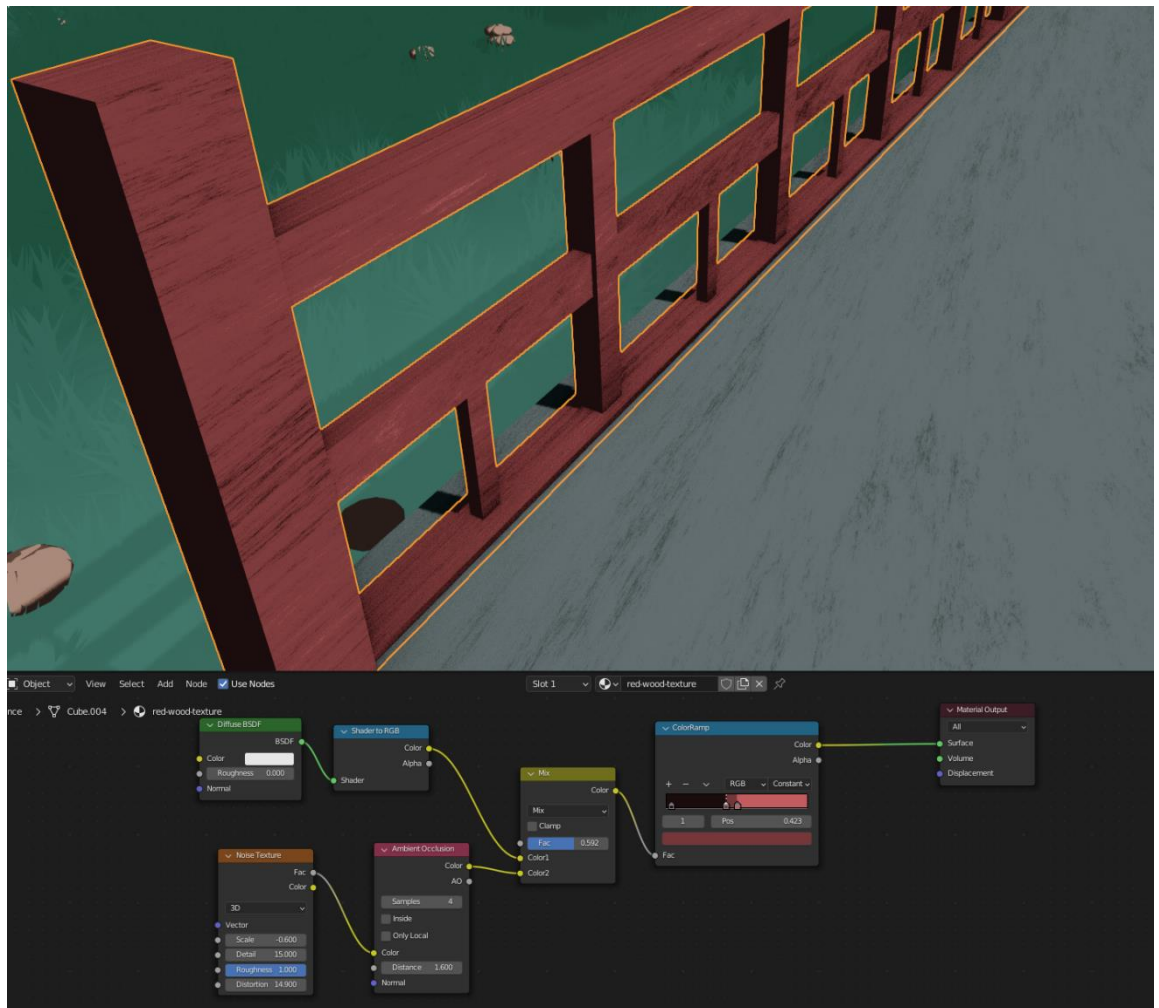 Object View Select Add Node Use Nodes Slot 1 red-wood-texture
nce > Cube.004 > red-wood-texture
Diffuse BSDF
BSDF
Color
Roughness 0.000
Normal
Shader to RGB
Color
Alpha
Shader
Noise Texture
Fac
Color
3D
Vector
Scale -0.600
Detail 15.000
Roughness 1.000
Distortion 14.900
Ambient Occlusion
Color
AO
Samples 4
Inside
Only Local
Color
Distance 1.600
Normal
Mix
Color
Mix
Clamp
Fac 0.592
Color1
Color2
ColorRamp
Color
Alpha
+ − RGB Constant
1 Pos 0.423
Fac
Material Output
All
Surface
Volume
Displacement